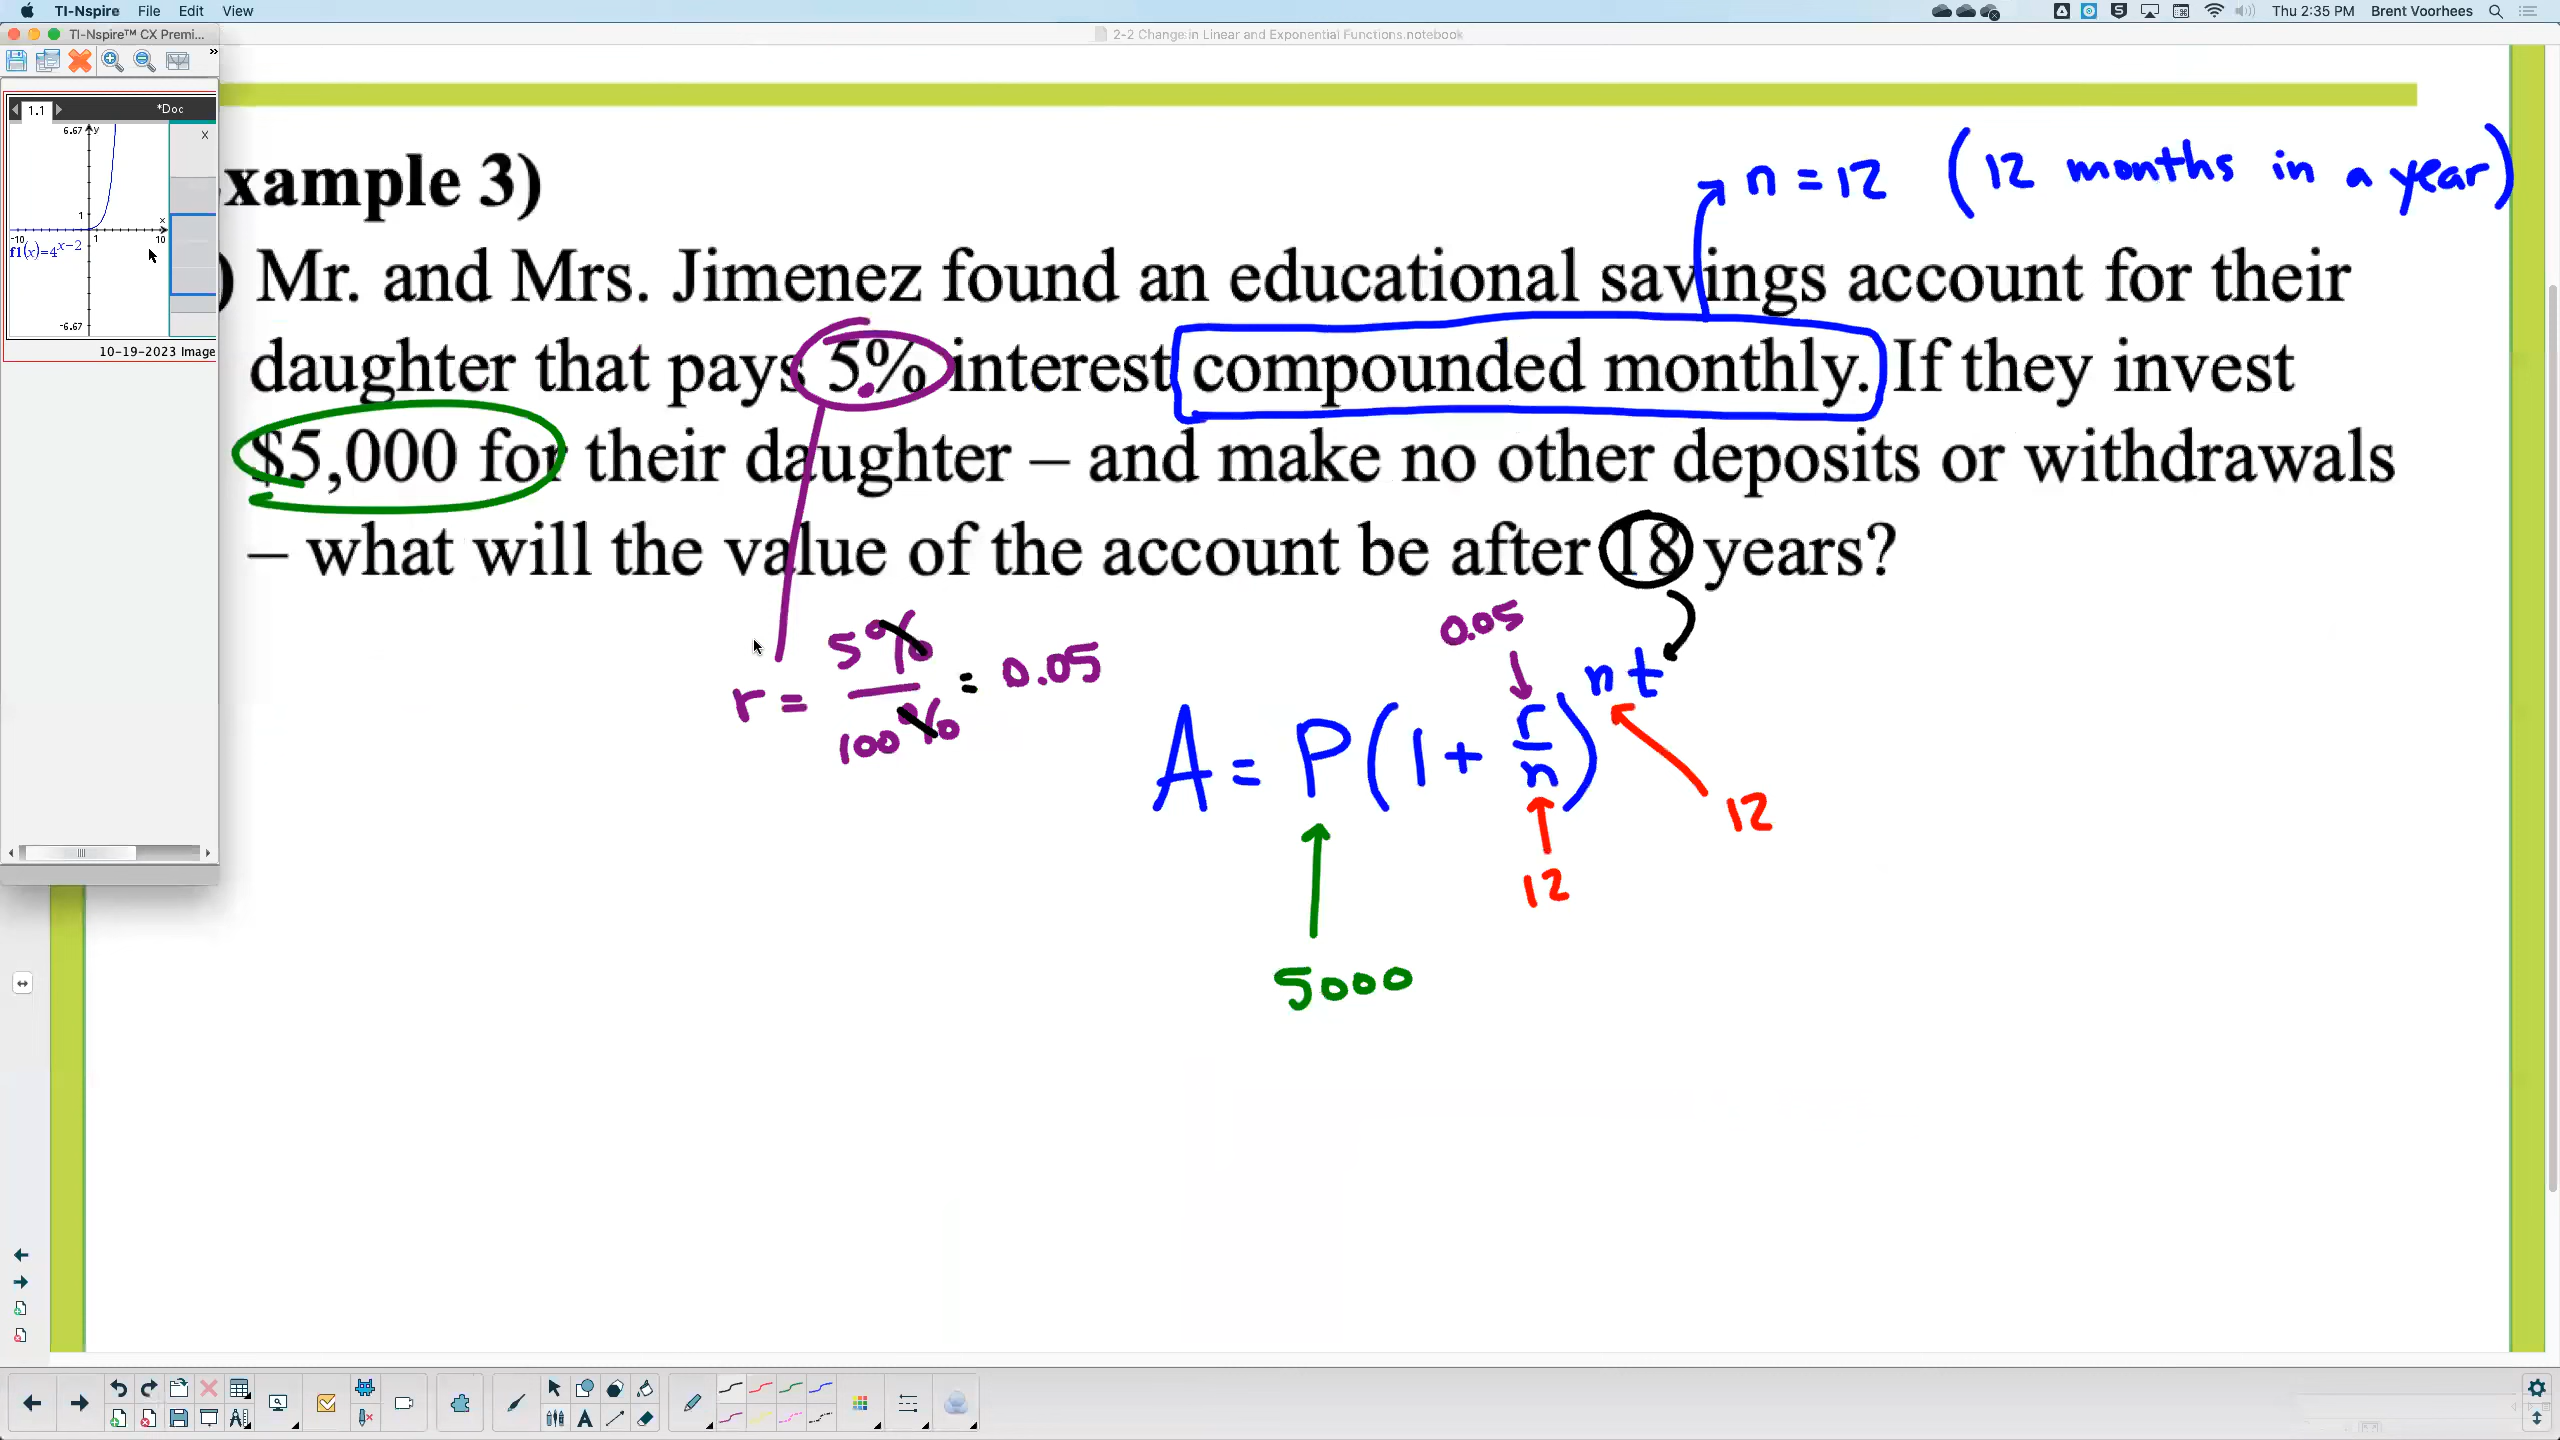 TI-Nspire File Edit View Thu 2:35 PM Brent Voorhees
TI-Nspire™ CX Premi...
2-2 Change in Linear and Exponential Functions.notebook
1.1 *Doc
6.67 y
x
1
x
-10 1 10
f1(x)=4^(x-2)
-6.67
10-19-2023 Image
xample 3)
n = 12 (12 months in a year)
) Mr. and Mrs. Jimenez found an educational savings account for their
daughter that pays 5% interest compounded monthly. If they invest
$5,000 for their daughter – and make no other deposits or withdrawals
– what will the value of the account be after 18 years?
r = 5%/100% = 0.05
0.05
A = P(1 + r/n)^nt
12
12
5000